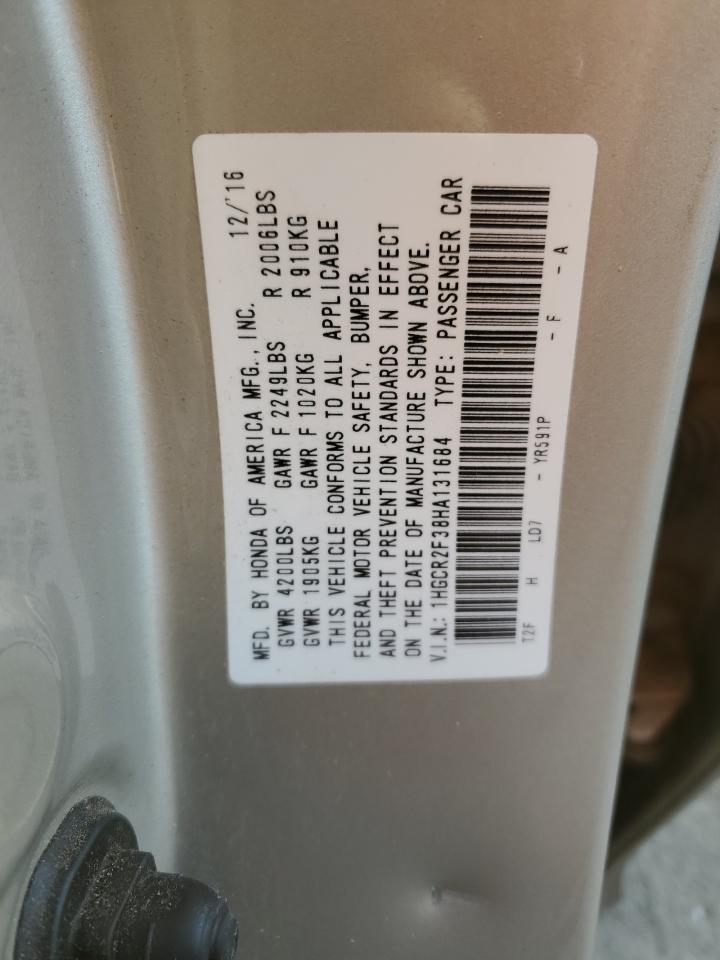 MFD. BY HONDA OF AMERICA MFG., INC. 12/'16
GVWR 4200LBS GAWR F 2249LBS R 2006LBS
GVWR 1905KG GAWR F 1020KG R 910KG
THIS VEHICLE CONFORMS TO ALL APPLICABLE
FEDERAL MOTOR VEHICLE SAFETY, BUMPER,
AND THEFT PREVENTION STANDARDS IN EFFECT
ON THE DATE OF MANUFACTURE SHOWN ABOVE.
V.I.N.: 1HGCR2F38HA131684 TYPE: PASSENGER CAR
T2F H LD7 - YR591P - F - A